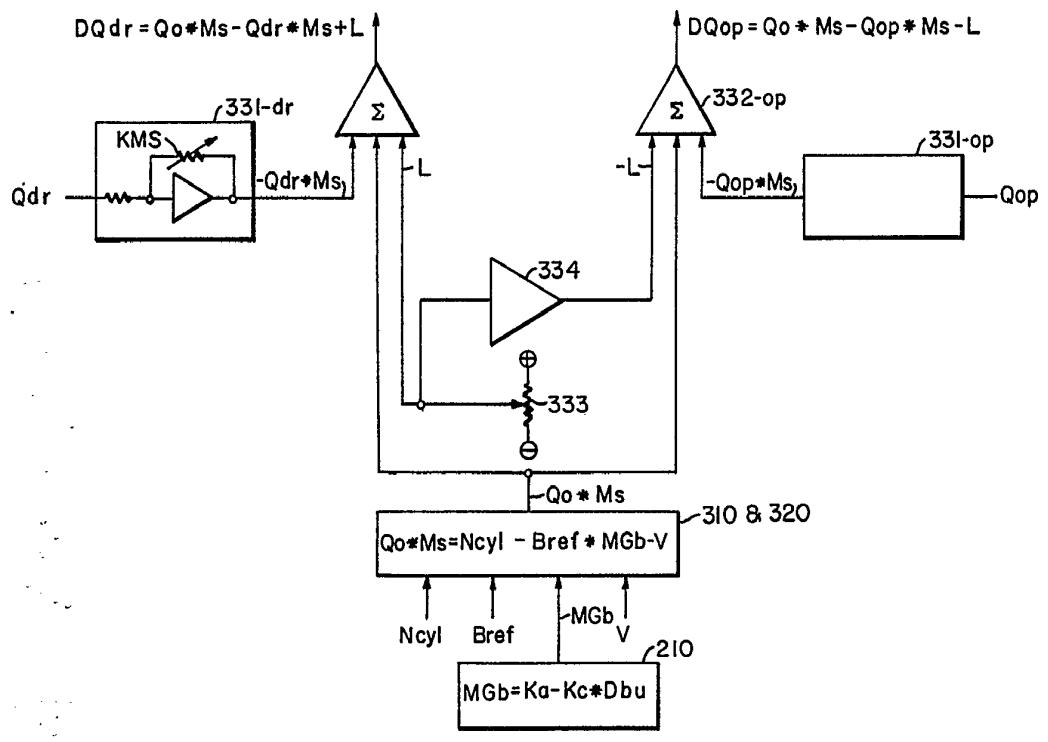 DQdr=Qo*Ms-Qdr*Ms+L
DQop=Qo*Ms-Qop*Ms-L
331-dr
Σ
Σ
332-op
KMS
331-op
L
-L
Qdr
-Qdr*Ms
-Qop*Ms
Qop
334
⊕
333
⊖
Qo*Ms
310 & 320
Qo*Ms=Ncyl - Bref * MGb-V
Ncyl
Bref
MGb
V
210
MGb=Ka-Kc*Dbu